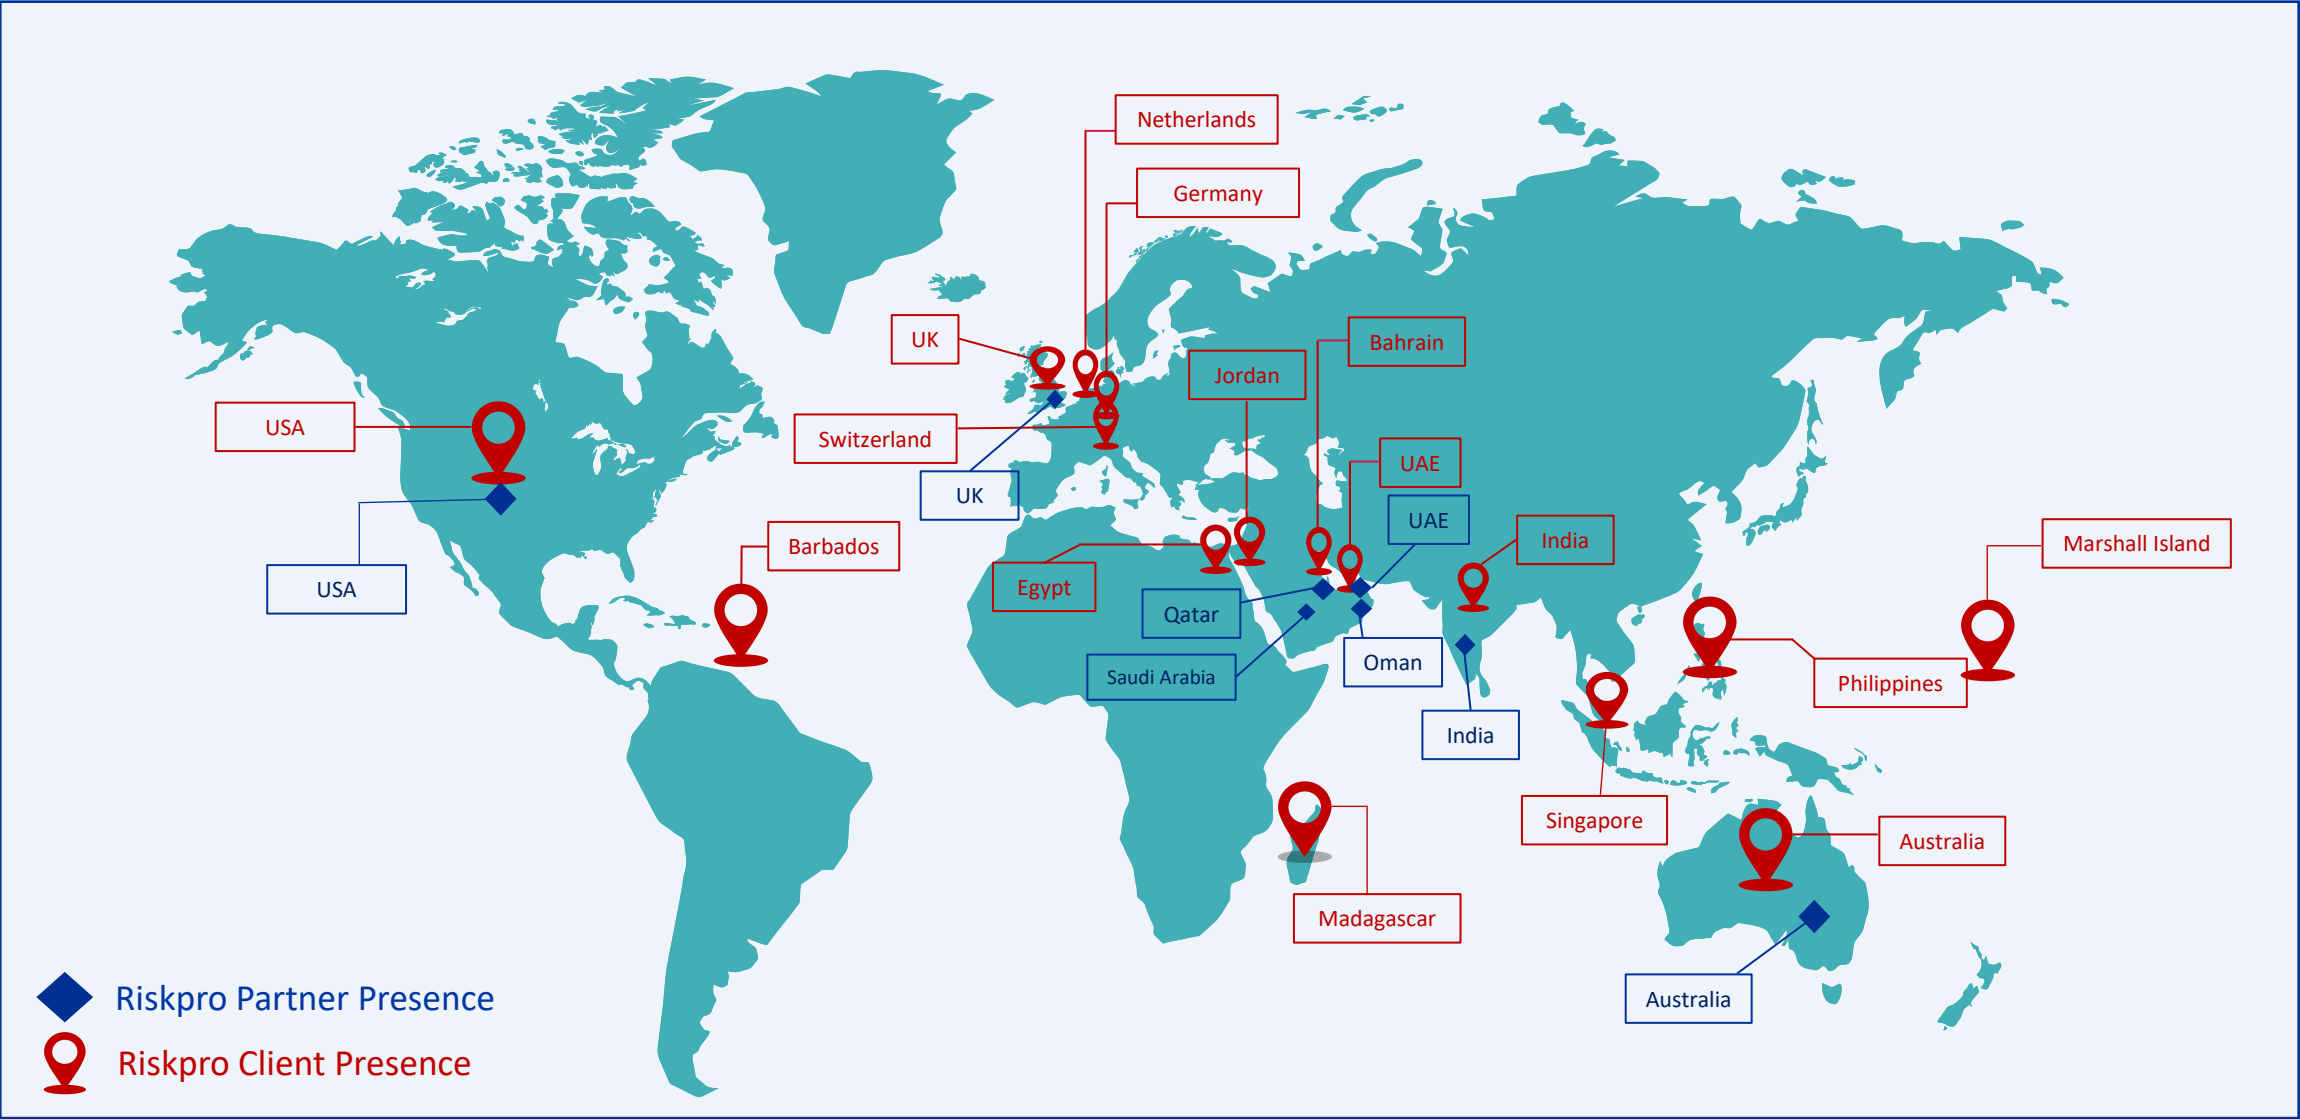 Netherlands
Germany
UK
Bahrain
Jordan
USA
Switzerland
UAE
UK
UAE
Barbados
India
Marshall Island
USA
Egypt
Qatar
Oman
Saudi Arabia
Philippines
India
Singapore
Australia
Madagascar
Australia
Riskpro Partner Presence
Riskpro Client Presence